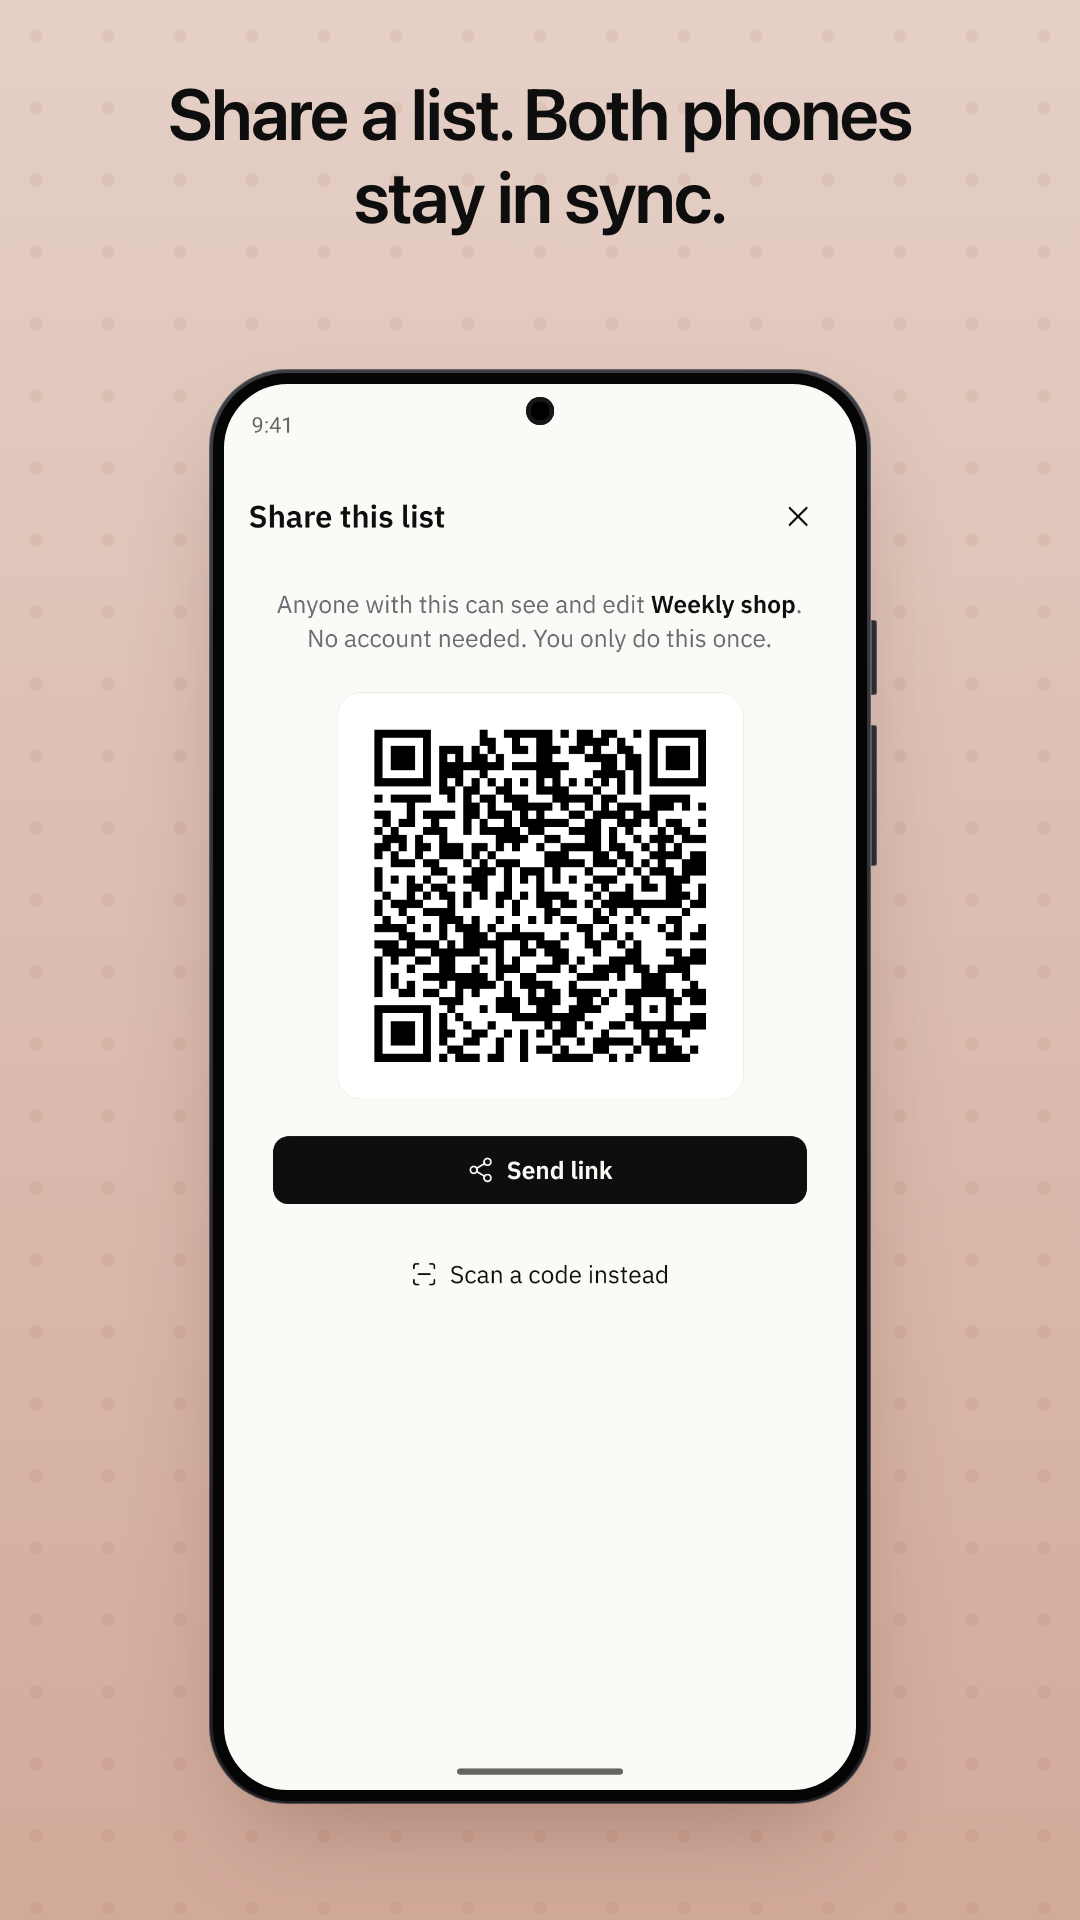 Share a list. Both phones
stay in sync.
9:41
Share this list
Anyone with this can see and edit Weekly shop.
No account needed. You only do this once.
Send link
Scan a code instead